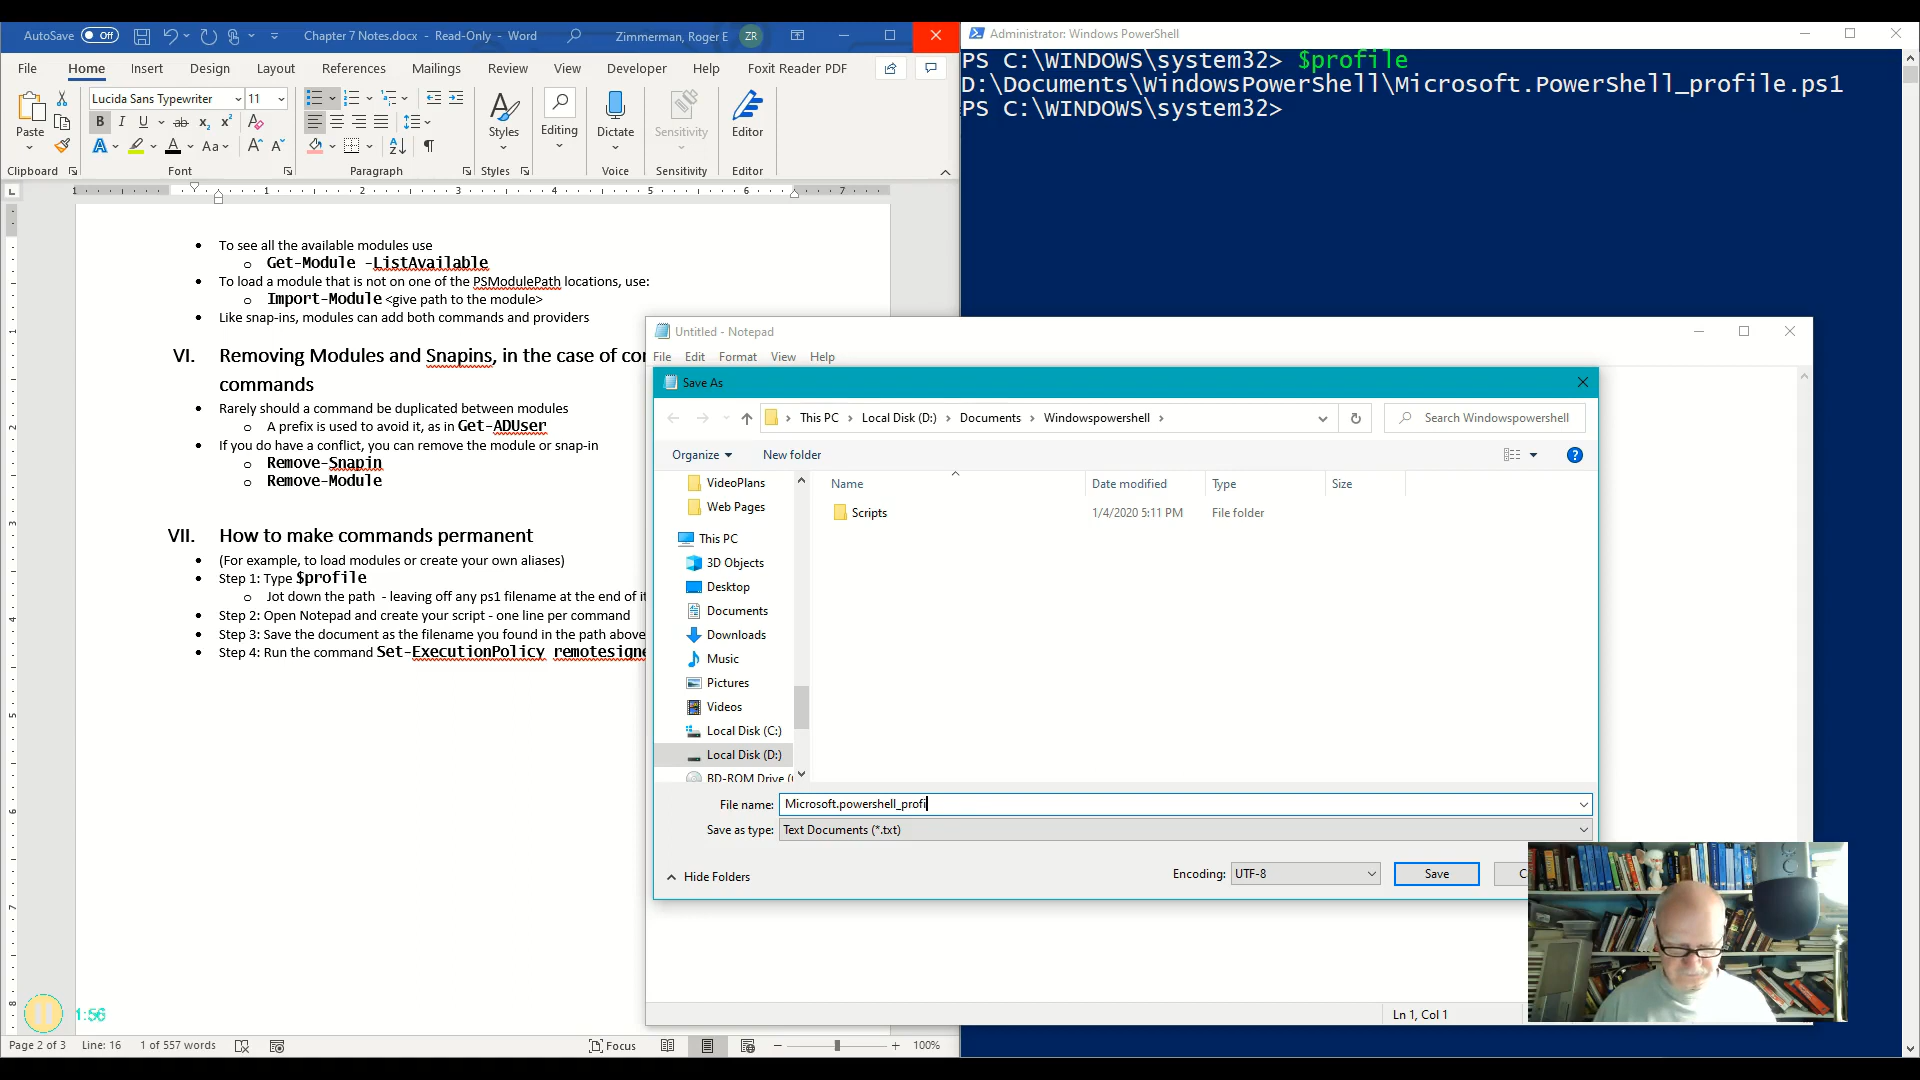 AutoSave Off Chapter 7 Notes.docx - Read-Only - Word Zimmerman, Roger E ZR
File Home Insert Design Layout References Mailings Review View Developer Help Foxit Reader PDF
Lucida Sans Typewriter 11
Paste Styles Editing Dictate Sensitivity Editor
Clipboard Font Paragraph Styles Voice Sensitivity Editor
1 1 2 3 4 5 6 7
• To see all the available modules use
o Get-Module -ListAvailable
• To load a module that is not on one of the PSModulePath locations, use:
o Import-Module <give path to the module>
• Like snap-ins, modules can add both commands and providers
VI. Removing Modules and Snapins, in the case of co
commands
• Rarely should a command be duplicated between modules
o A prefix is used to avoid it, as in Get-ADUser
• If you do have a conflict, you can remove the module or snap-in
o Remove-Snapin
o Remove-Module
VII. How to make commands permanent
• (For example, to load modules or create your own aliases)
• Step 1: Type $profile
o Jot down the path - leaving off any ps1 filename at the end of it
• Step 2: Open Notepad and create your script - one line per command
• Step 3: Save the document as the filename you found in the path above
• Step 4: Run the command Set-ExecutionPolicy remotesigne
1:56
Page 2 of 3 Line: 16 1 of 557 words Focus 100%
Administrator: Windows PowerShell
PS C:\WINDOWS\system32> $profile
D:\Documents\WindowsPowerShell\Microsoft.PowerShell_profile.ps1
PS C:\WINDOWS\system32>
Untitled - Notepad
File Edit Format View Help
Save As
This PC > Local Disk (D:) > Documents > Windowspowershell > Search Windowspowershell
Organize New folder
Name Date modified Type Size
Scripts 1/4/2020 5:11 PM File folder
VideoPlans
Web Pages
This PC
3D Objects
Desktop
Documents
Downloads
Music
Pictures
Videos
Local Disk (C:)
Local Disk (D:)
BD-ROM Drive (
File name: Microsoft.powershell_profi
Save as type: Text Documents (*.txt)
Hide Folders Encoding: UTF-8 Save C
Ln 1, Col 1